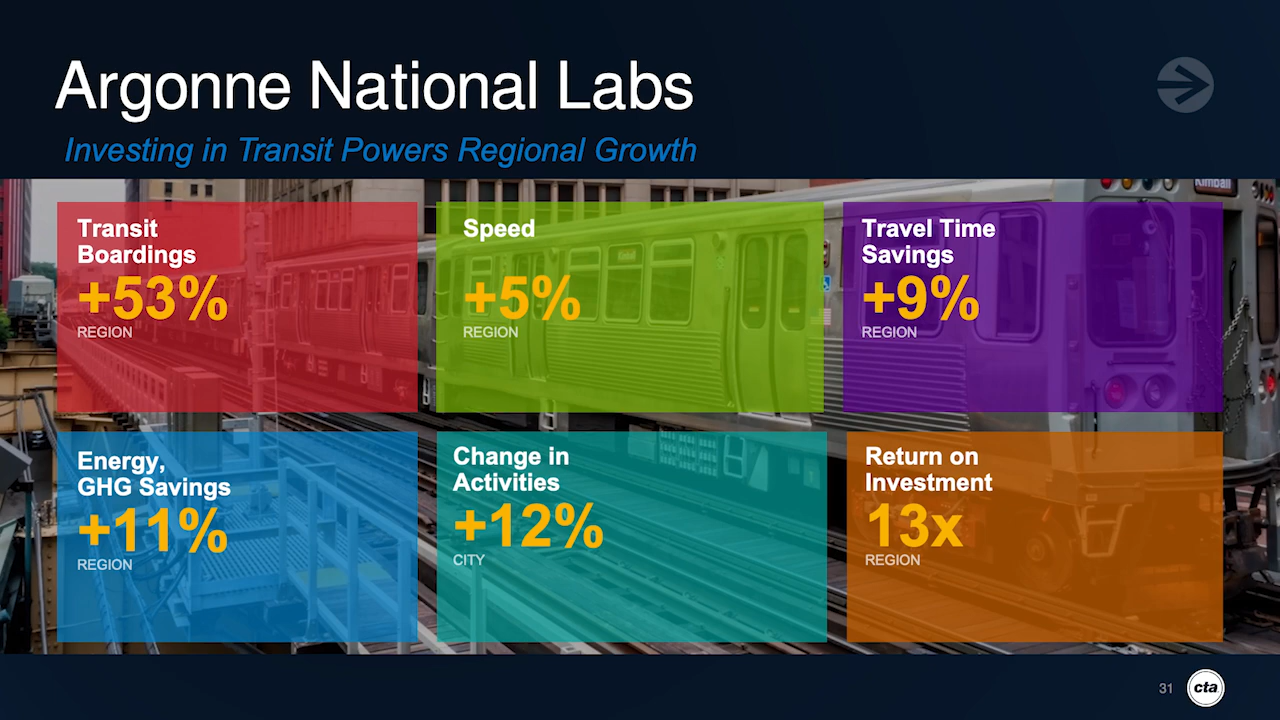 Argonne National Labs
Investing in Transit Powers Regional Growth
Kimball
Transit
Boardings
+53%
REGION
Speed
+5%
REGION
Travel Time
Savings
+9%
REGION
Energy,
GHG Savings
+11%
REGION
Change in
Activities
+12%
CITY
Return on
Investment
13x
REGION
31
cta